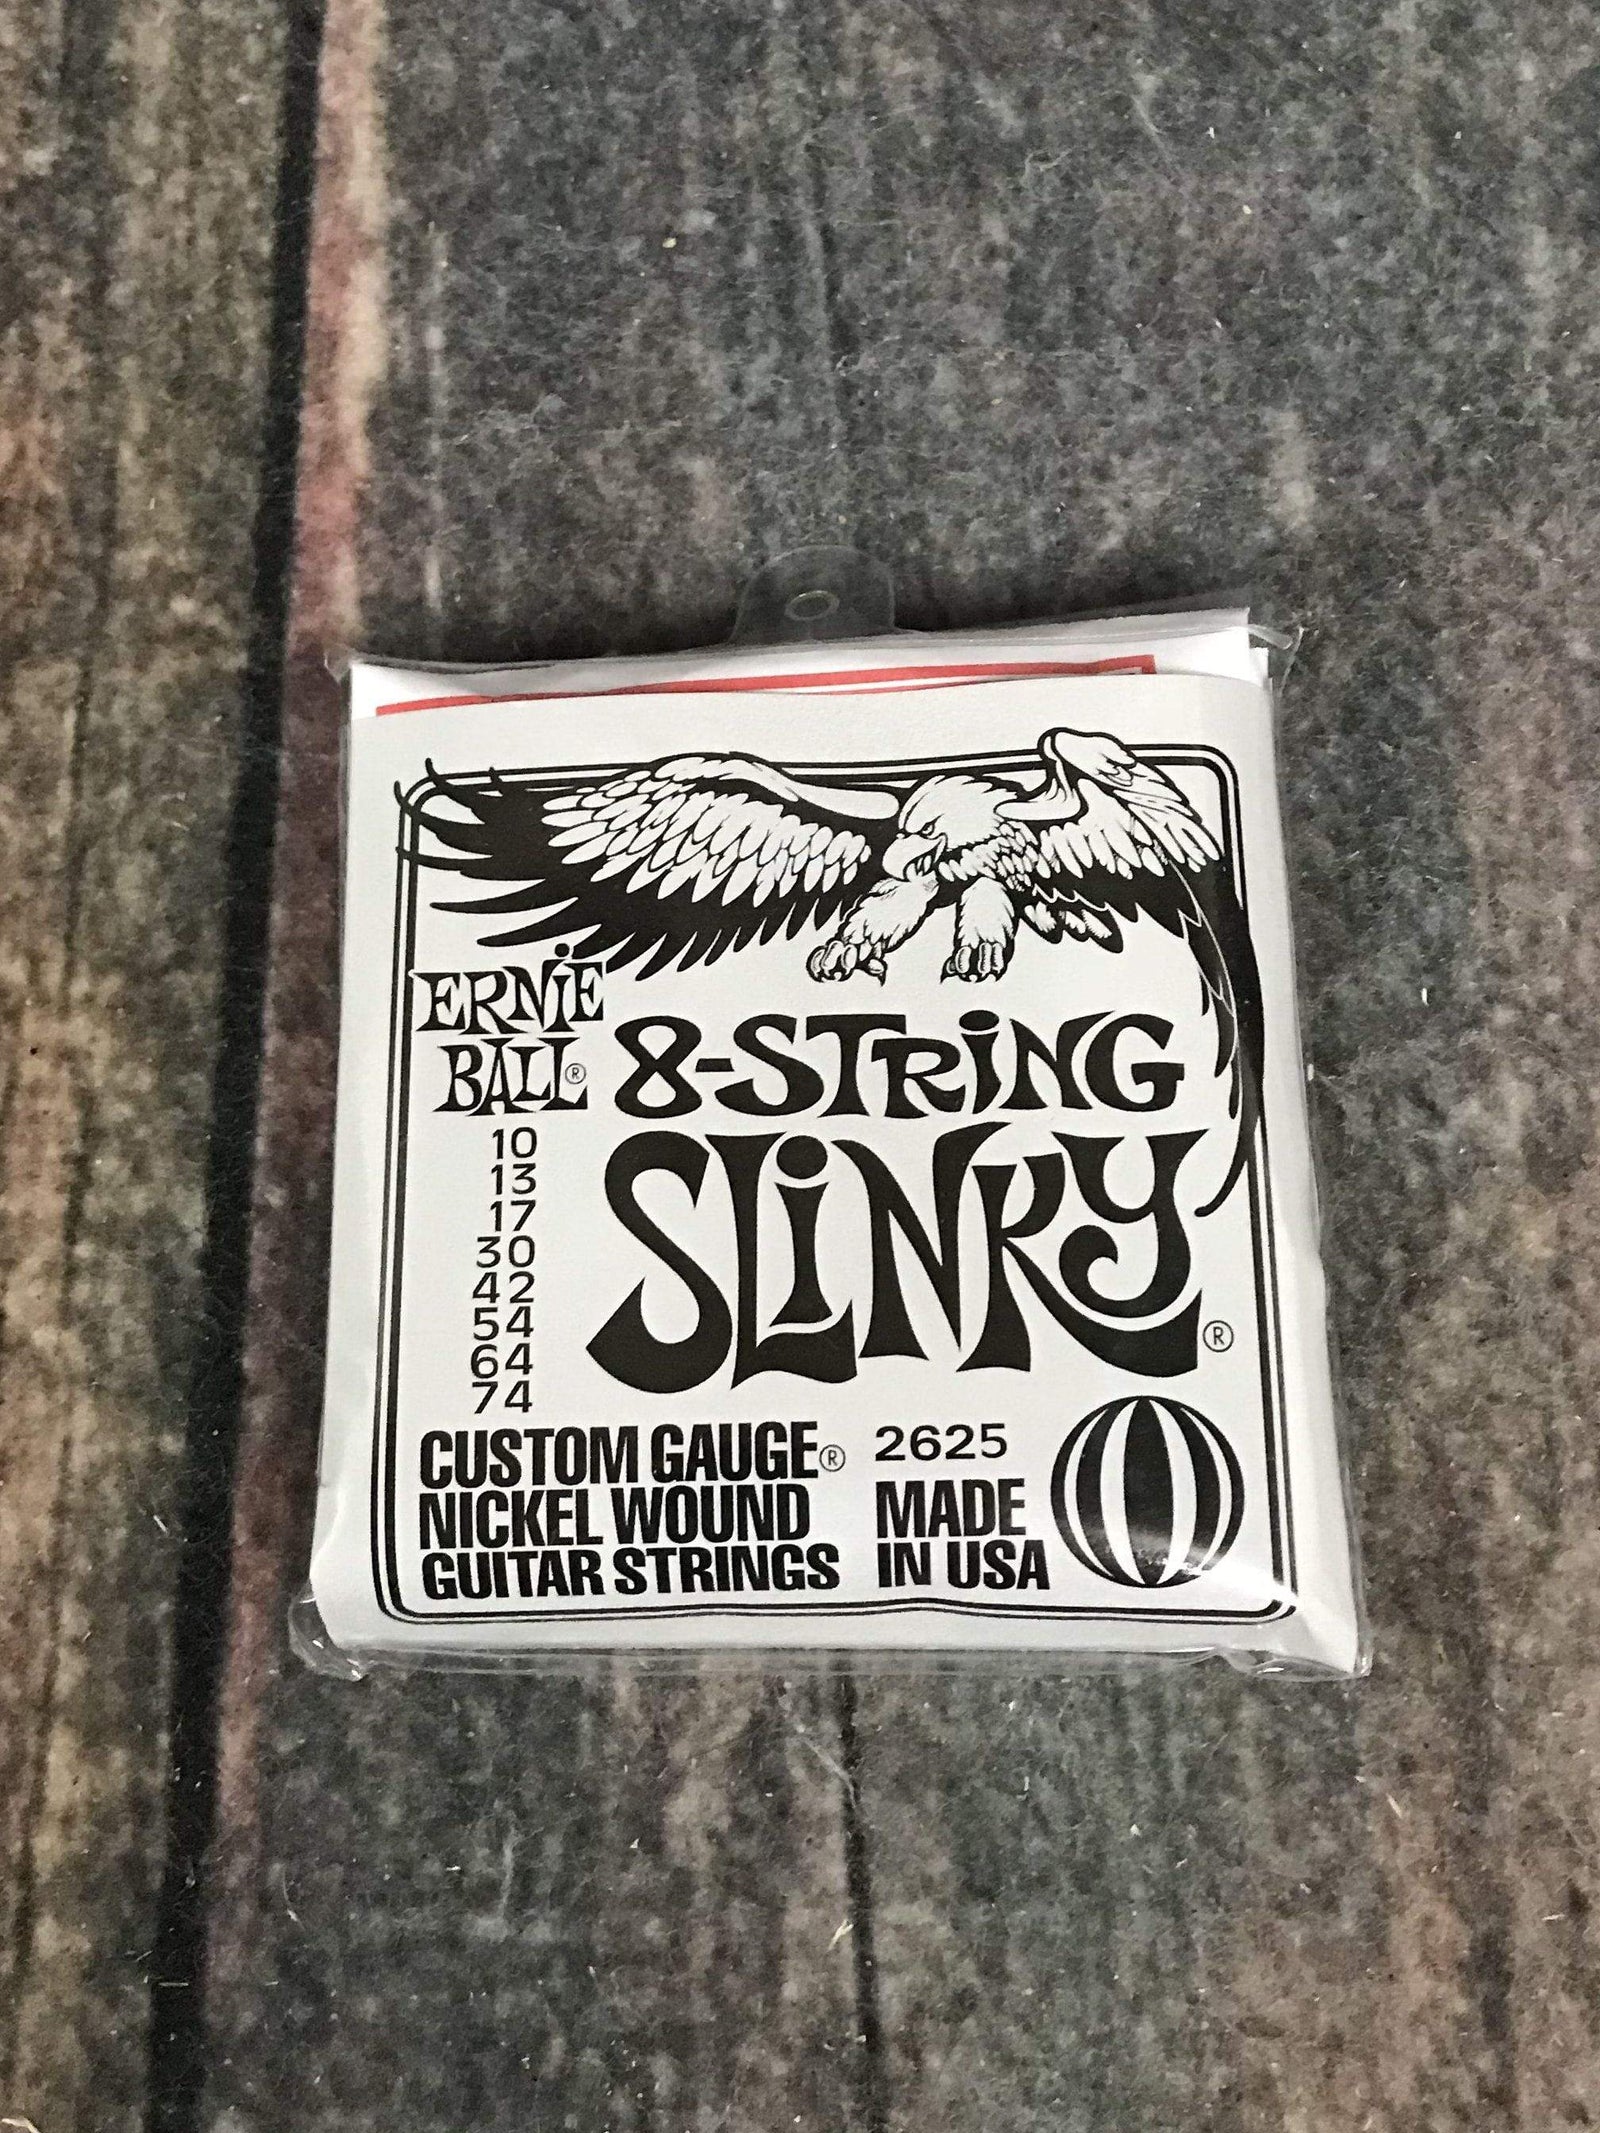 ERNIE
BALL®
8-STRING
SLINKY®
10
13
17
30
42
54
64
74
CUSTOM GAUGE®
NICKEL WOUND
GUITAR STRINGS
2625
MADE
IN USA